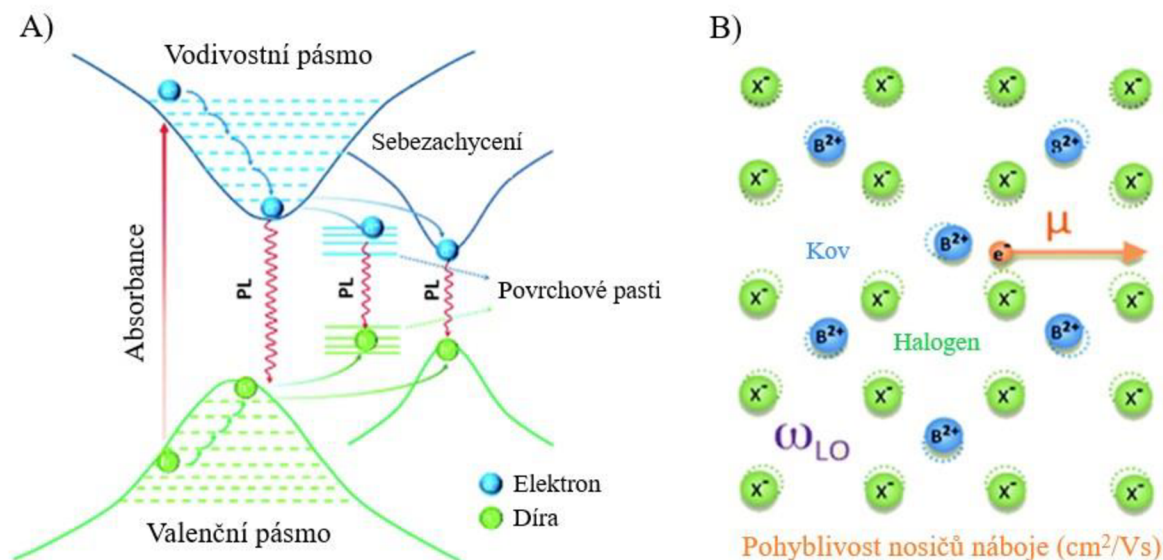 A)
Vodivostní pásmo
Sebezachycení
Absorbance
PL
PL
PL
Povrchové pasti
Elektron
Díra
Valenční pásmo
B)
X⁻ X⁻ X⁻ X⁻
B²⁺ B²⁺
X⁻ X⁻ X⁻ X⁻
μ
Kov B²⁺ e⁻
X⁻ X⁻ X⁻ X⁻
B²⁺ Halogen B²⁺
X⁻ X⁻ X⁻ X⁻
ω_LO B²⁺
X⁻ X⁻ X⁻ X⁻
Pohyblivost nosičů náboje (cm²/Vs)